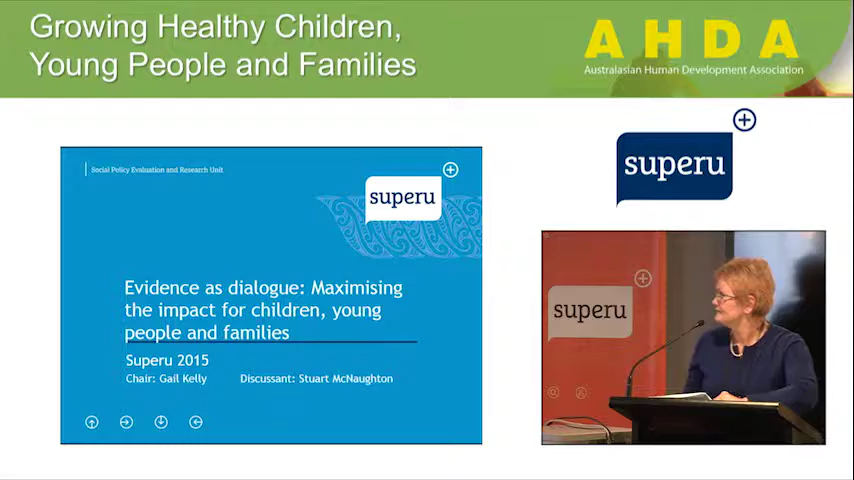 Growing Healthy Children,
Young People and Families
AHDA
Australasian Human Development Association
superu
Social Policy Evaluation and Research Unit
superu
Evidence as dialogue: Maximising
the impact for children, young
people and families
Superu 2015
Chair: Gail Kelly Discussant: Stuart McNaughton
superu